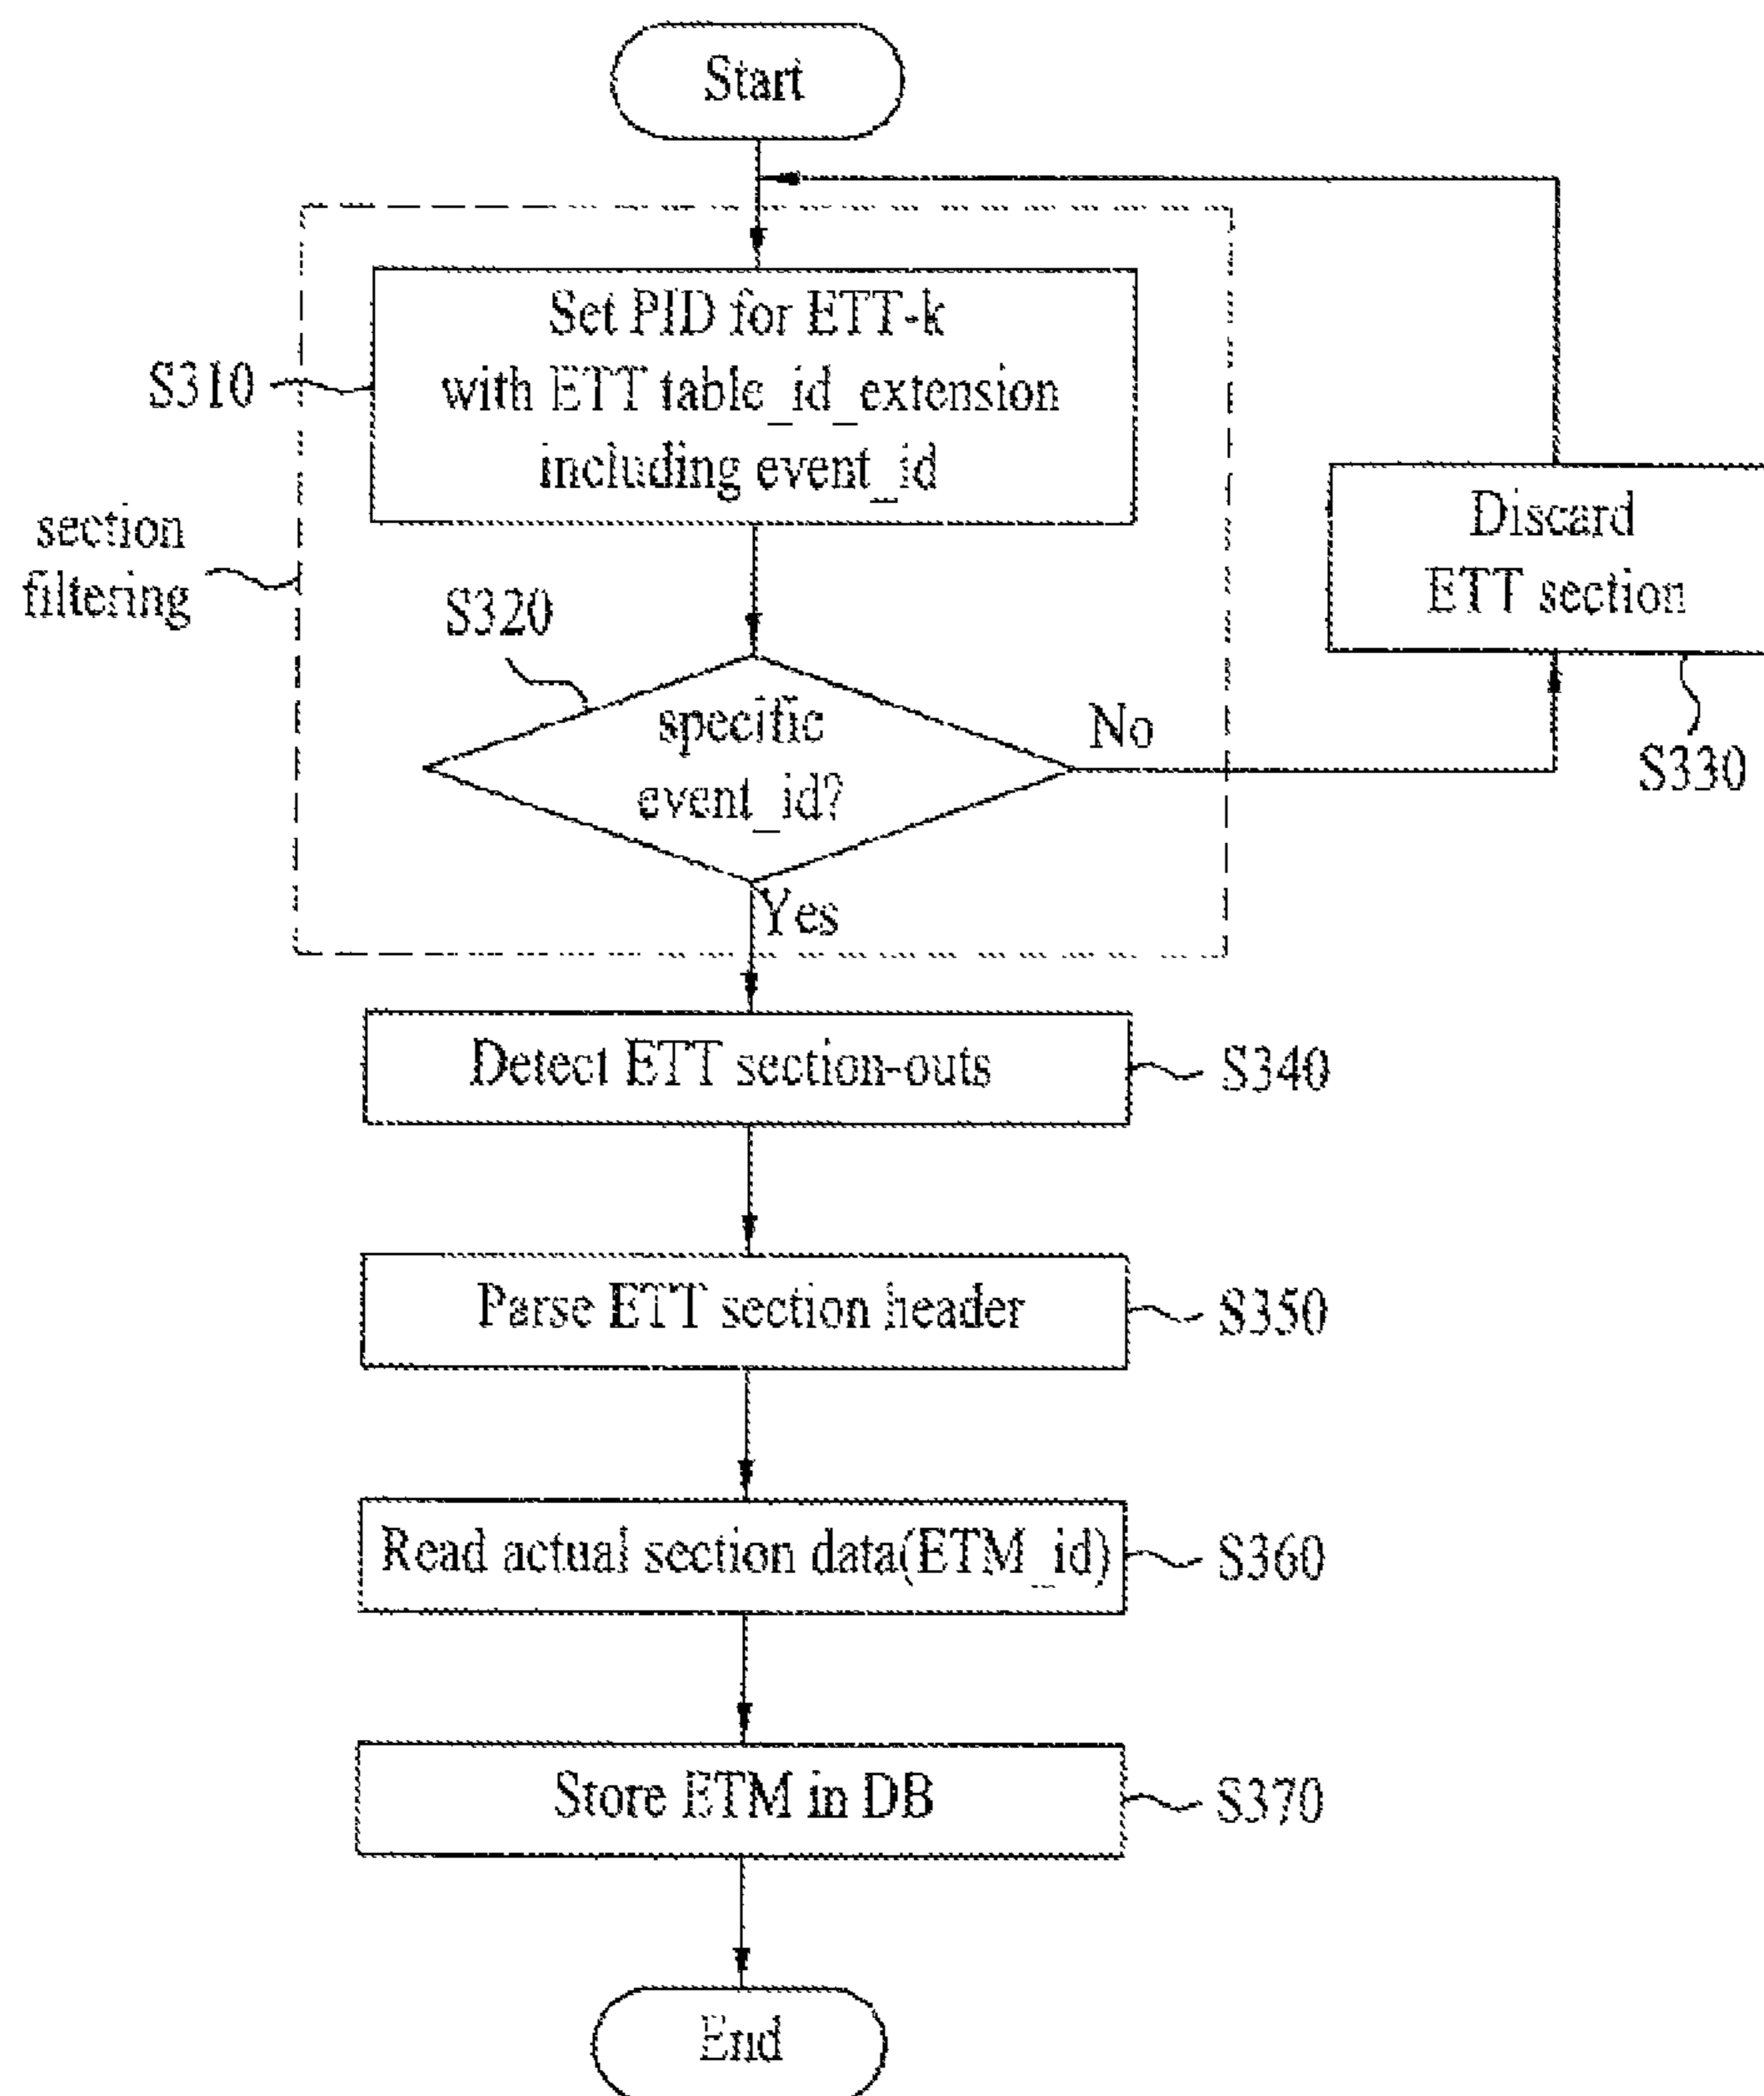 Start
Set PID for ETT-k
with ETT table_id_extension
including event_id
S310
section
filtering
S320
specific
event_id?
No
Yes
Discard
ETT section
S330
Detect ETT section-outs
S340
Parse ETT section header
S350
Read actual section data(ETM_id)
S360
Store ETM in DB
S370
End